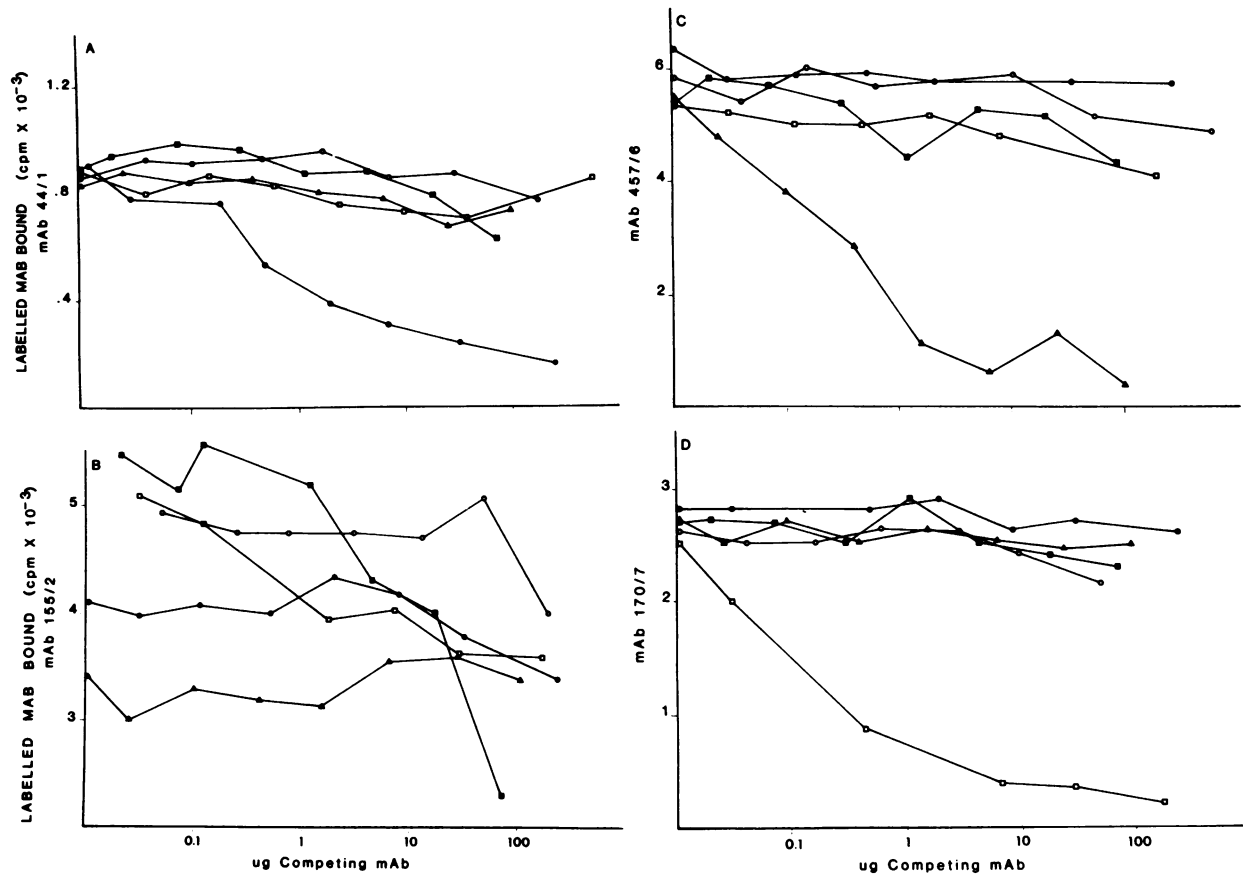 A
LABELLED MAB BOUND (cpm X 10⁻³)
mAb 44/1
1.2
.8
.4
C
mAb 457/6
6
4
2
B
LABELLED MAB BOUND (cpm X 10⁻³)
mAb 155/2
5
4
3
0.1 1 10 100
ug Competing mAb
D
mAb 170/7
3
2
1
0.1 1 10 100
ug Competing mAb